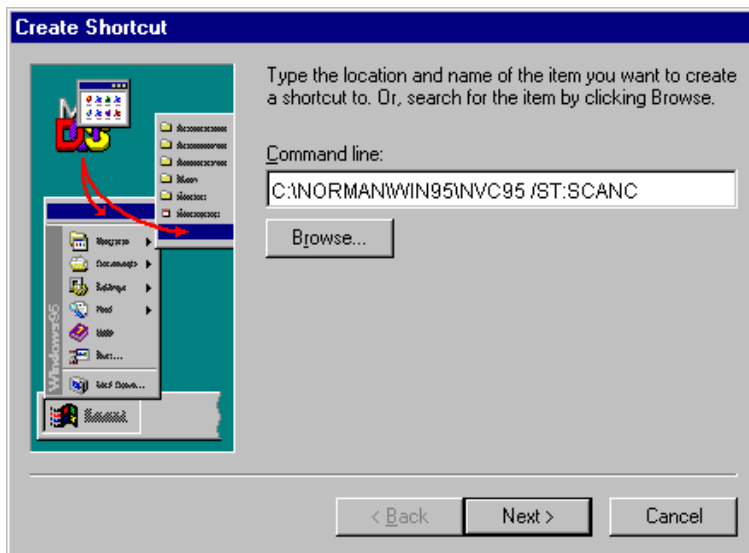 Create Shortcut
Type the location and name of the item you want to create
a shortcut to. Or, search for the item by clicking Browse.
Command line:
C:\NORMAN\WIN95\NVC95 /ST:SCANC
Browse...
Windows95
< Back
Next >
Cancel